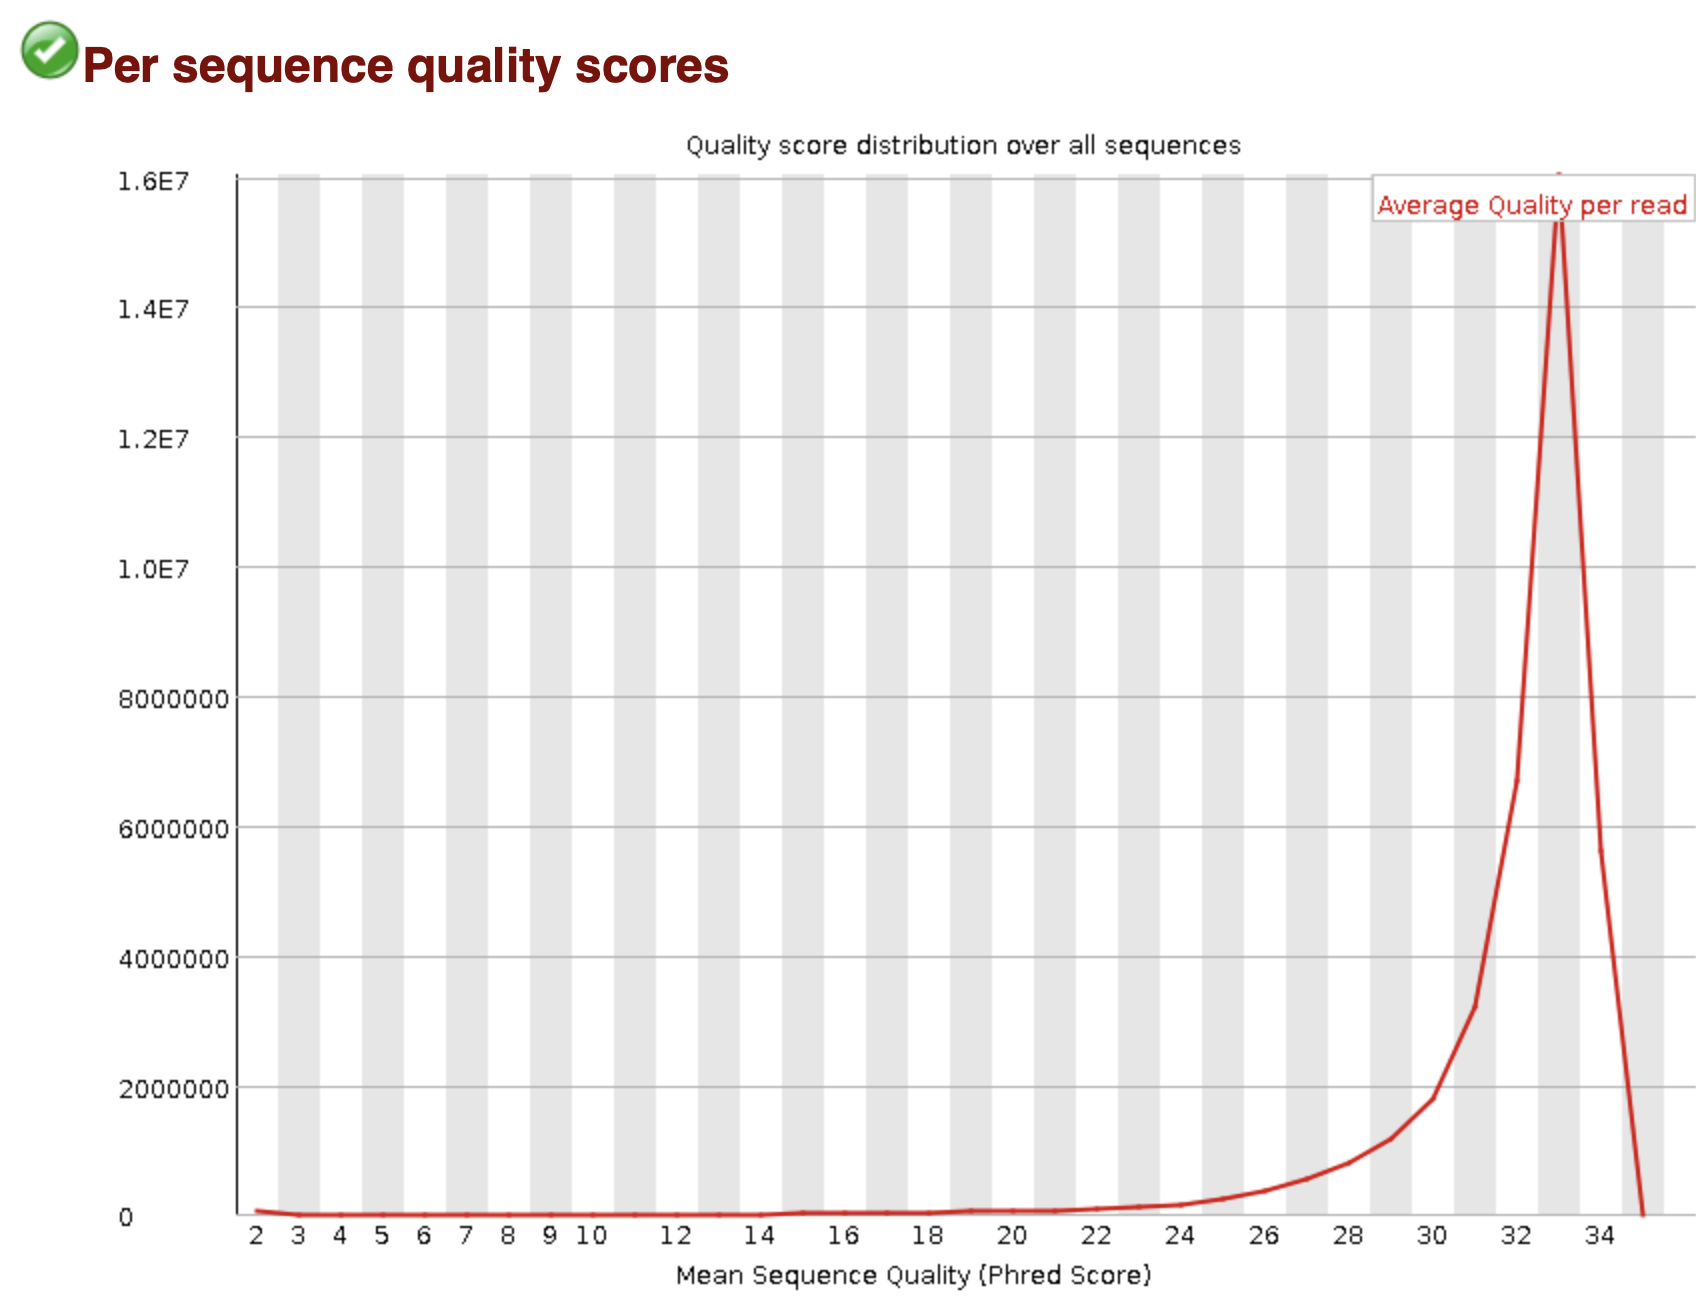 Per sequence quality scores
Quality score distribution over all sequences
Average Quality per read
1.6E7
1.4E7
1.2E7
1.0E7
8000000
6000000
4000000
2000000
0
2 3 4 5 6 7 8 9 10 12 14 16 18 20 22 24 26 28 30 32 34
Mean Sequence Quality (Phred Score)